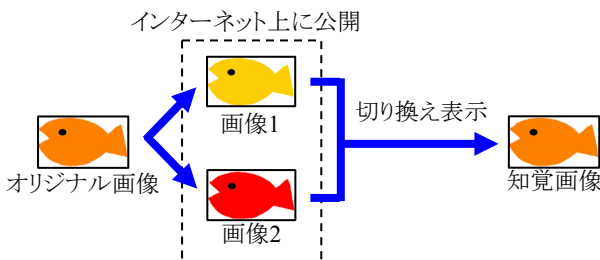 インターネット上に公開
画像1
切り換え表示
オリジナル画像
知覚画像
画像2